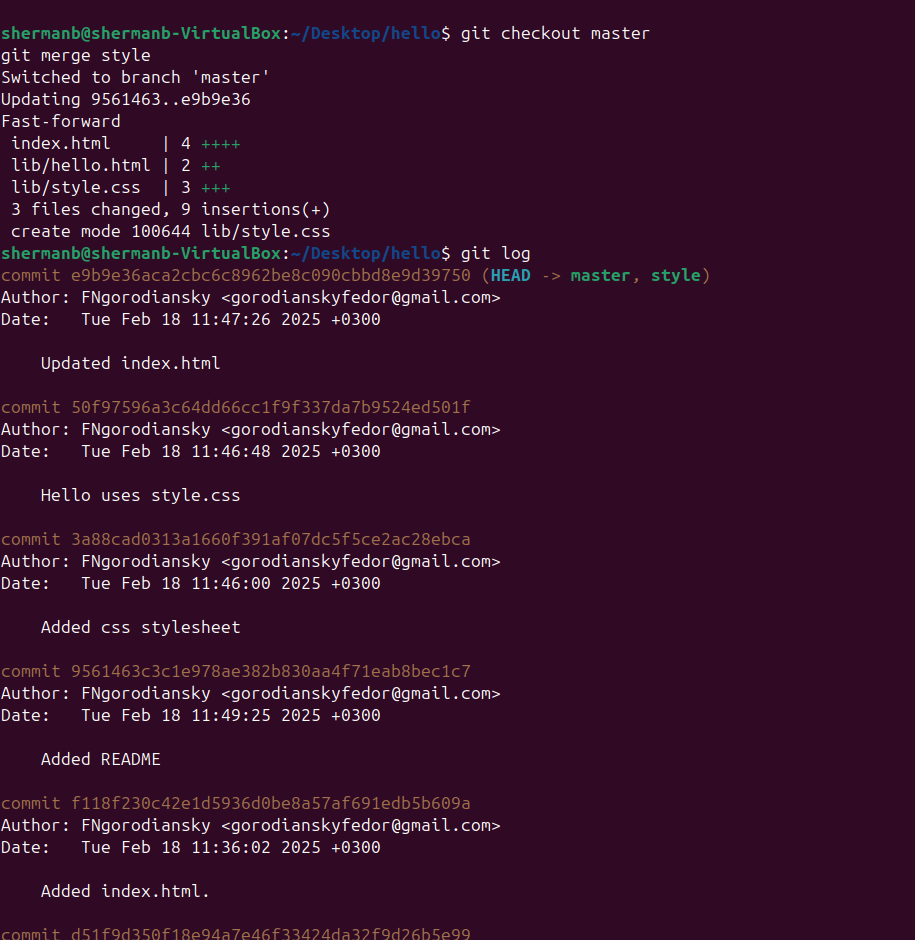 shermanb@shermanb-VirtualBox:~/Desktop/hello$ git checkout master
git merge style
Switched to branch 'master'
Updating 9561463..e9b9e36
Fast-forward
 index.html     | 4 ++++
 lib/hello.html | 2 ++
 lib/style.css  | 3 +++
 3 files changed, 9 insertions(+)
 create mode 100644 lib/style.css
shermanb@shermanb-VirtualBox:~/Desktop/hello$ git log
commit e9b9e36aca2cbc6c8962be8c090cbbd8e9d39750 (HEAD -> master, style)
Author: FNgorodiansky <gorodianskyfedor@gmail.com>
Date:   Tue Feb 18 11:47:26 2025 +0300

    Updated index.html

commit 50f97596a3c64dd66cc1f9f337da7b9524ed501f
Author: FNgorodiansky <gorodianskyfedor@gmail.com>
Date:   Tue Feb 18 11:46:48 2025 +0300

    Hello uses style.css

commit 3a88cad0313a1660f391af07dc5f5ce2ac28ebca
Author: FNgorodiansky <gorodianskyfedor@gmail.com>
Date:   Tue Feb 18 11:46:00 2025 +0300

    Added css stylesheet

commit 9561463c3c1e978ae382b830aa4f71eab8bec1c7
Author: FNgorodiansky <gorodianskyfedor@gmail.com>
Date:   Tue Feb 18 11:49:25 2025 +0300

    Added README

commit f118f230c42e1d5936d0be8a57af691edb5b609a
Author: FNgorodiansky <gorodianskyfedor@gmail.com>
Date:   Tue Feb 18 11:36:02 2025 +0300

    Added index.html.

commit d51f9d350f18e94a7e46f33424da32f9d26b5e99